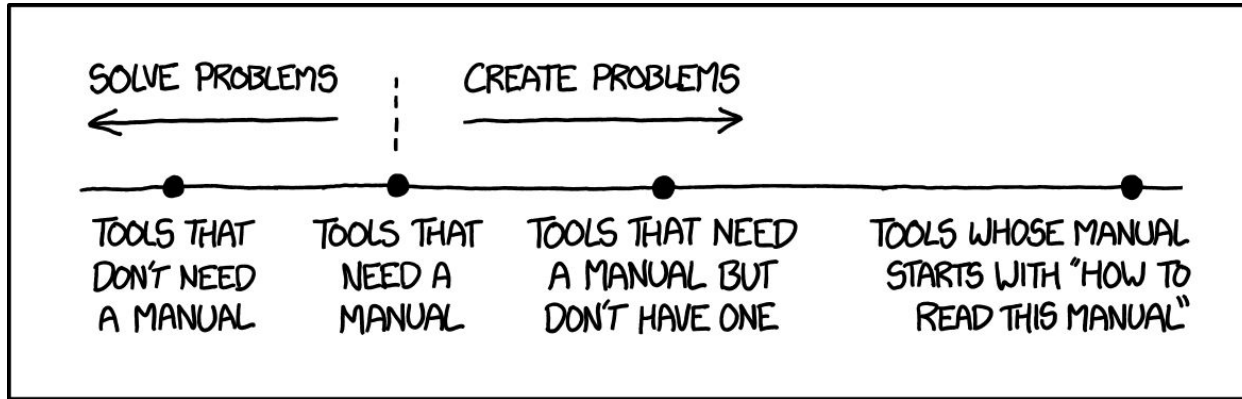 SOLVE PROBLEMS
CREATE PROBLEMS
TOOLS THAT
DON'T NEED
A MANUAL
TOOLS THAT
NEED A
MANUAL
TOOLS THAT NEED
A MANUAL BUT
DON'T HAVE ONE
TOOLS WHOSE MANUAL
STARTS WITH "HOW TO
READ THIS MANUAL"